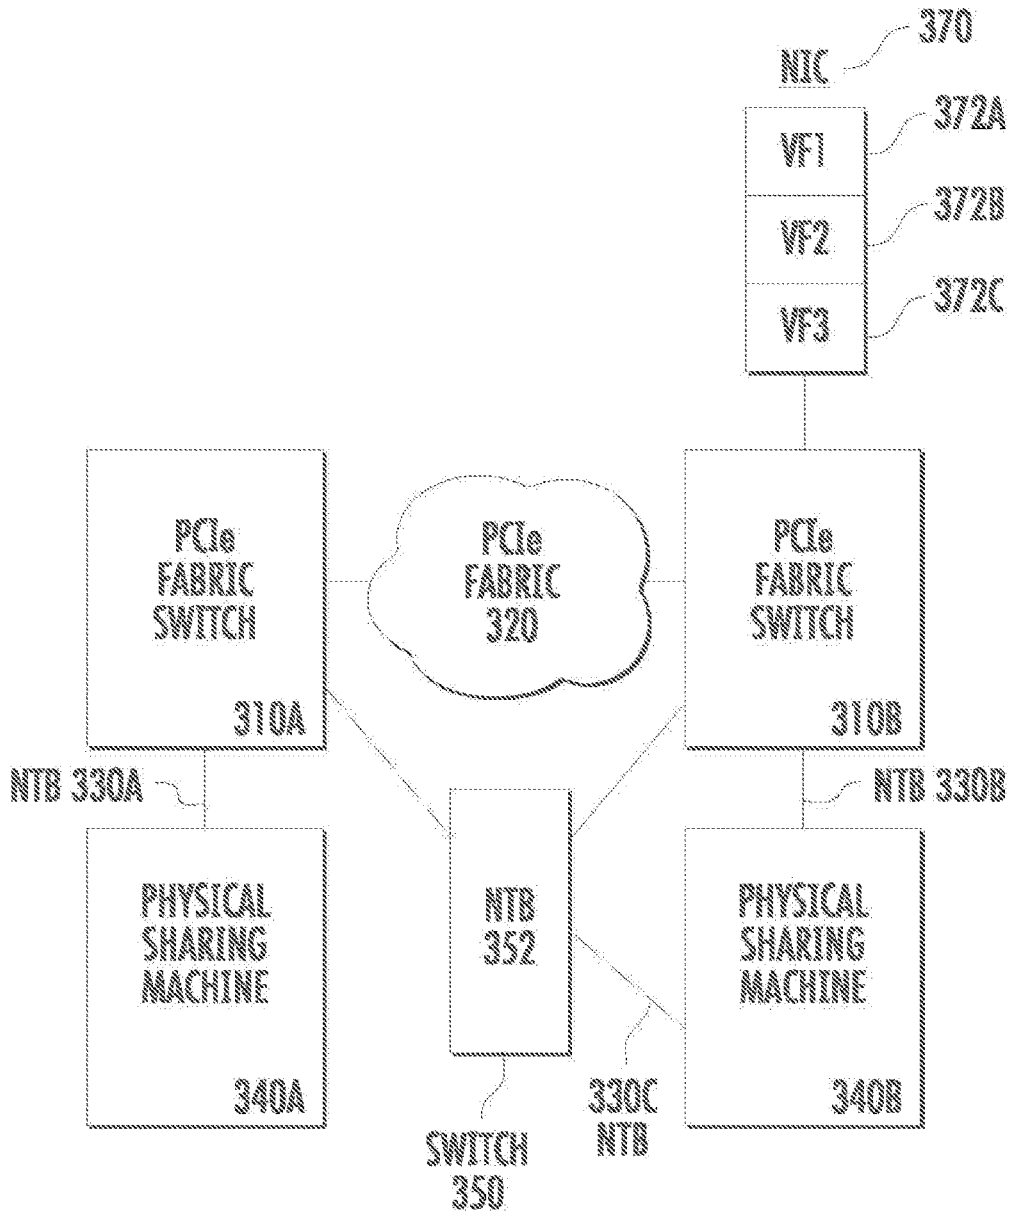 370
NIC
372A
VF1
372B
VF2
372C
VF3
PCIe
FABRIC
SWITCH
310A
PCIe
FABRIC
320
PCIe
FABRIC
SWITCH
310B
NTB 330A
NTB 330B
PHYSICAL
SHARING
MACHINE
340A
NTB
352
PHYSICAL
SHARING
MACHINE
340B
330C
NTB
SWITCH
350